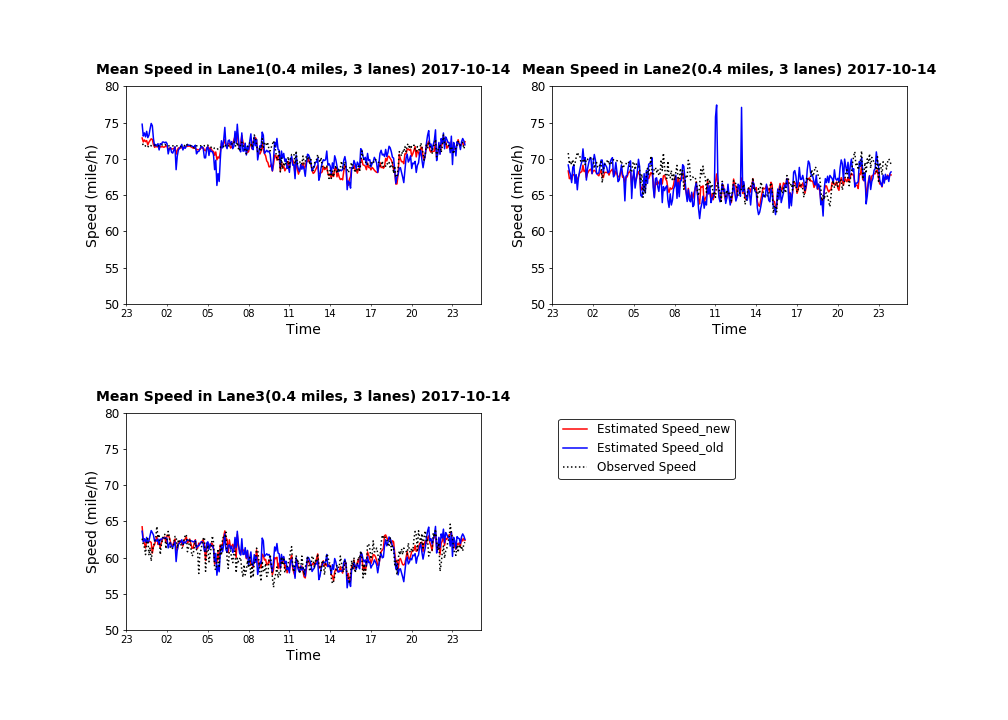 Mean Speed in Lane1(0.4 miles, 3 lanes) 2017-10-14
80
75
70
65
60
55
50
Speed (mile/h)
23 02 05 08 11 14 17 20 23
Time
Mean Speed in Lane2(0.4 miles, 3 lanes) 2017-10-14
80
75
70
65
60
55
50
Speed (mile/h)
23 02 05 08 11 14 17 20 23
Time
Mean Speed in Lane3(0.4 miles, 3 lanes) 2017-10-14
80
75
70
65
60
55
50
Speed (mile/h)
23 02 05 08 11 14 17 20 23
Time
Estimated Speed_new
Estimated Speed_old
Observed Speed